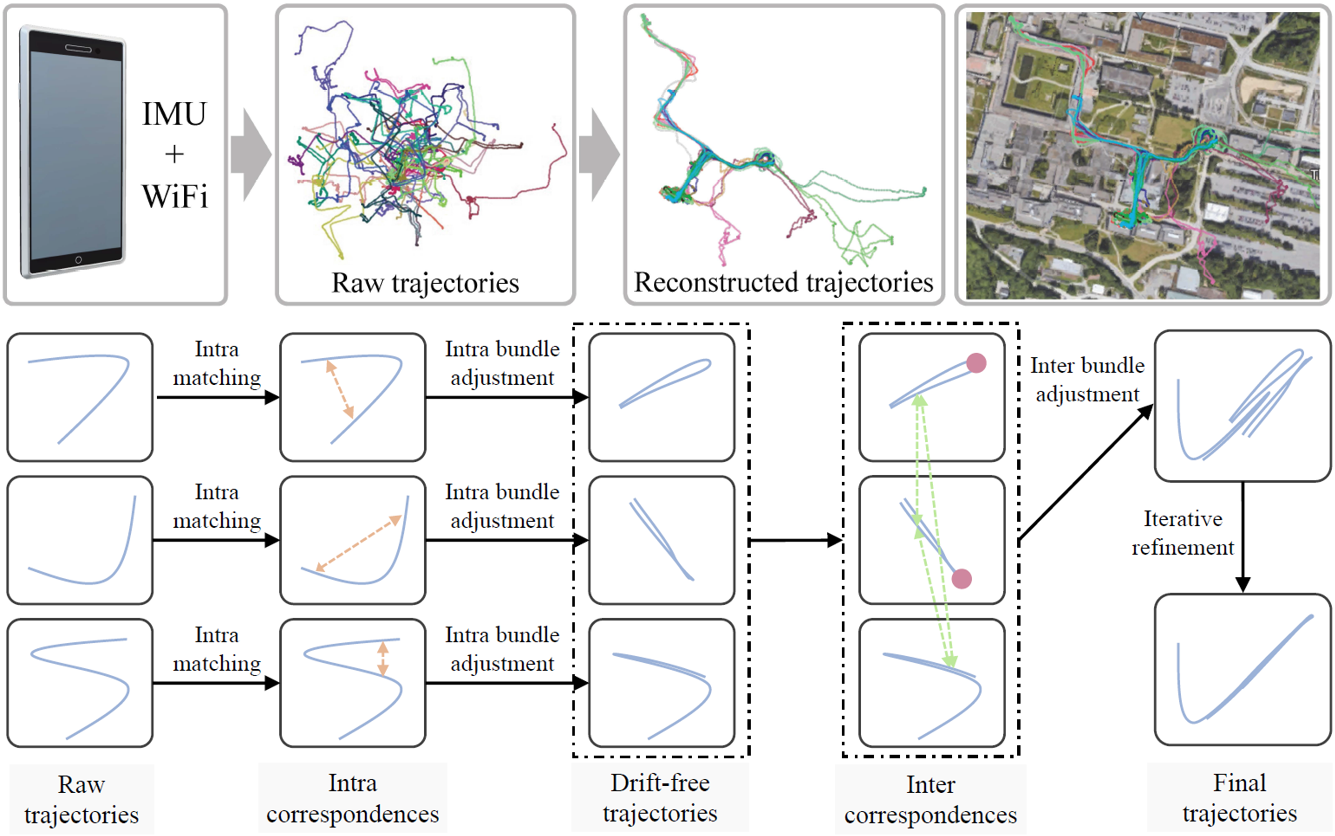 IMU
+
WiFi
Raw trajectories
Reconstructed trajectories
Intra
matching
Intra bundle
adjustment
Inter bundle
adjustment
Intra
matching
Intra bundle
adjustment
Iterative
refinement
Intra
matching
Intra bundle
adjustment
Raw
trajectories
Intra
correspondences
Drift-free
trajectories
Inter
correspondences
Final
trajectories